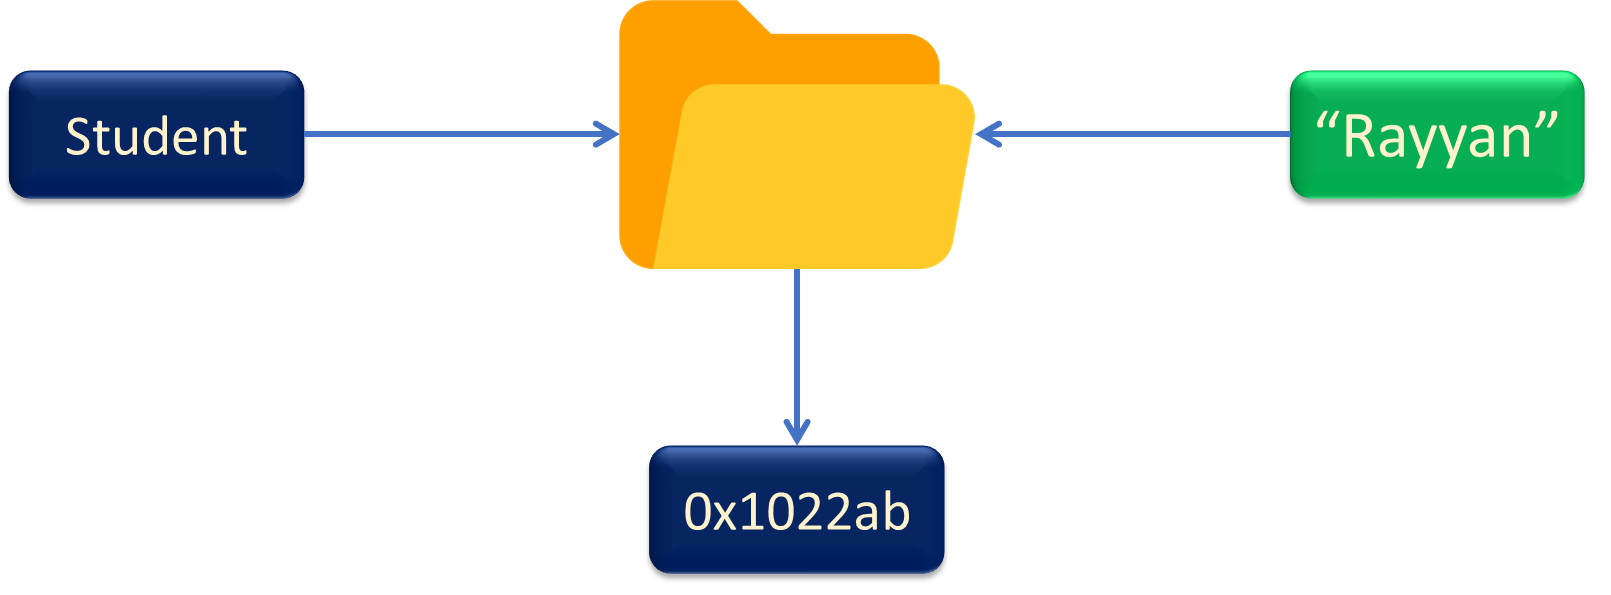 Student
“Rayyan”
0x1022ab